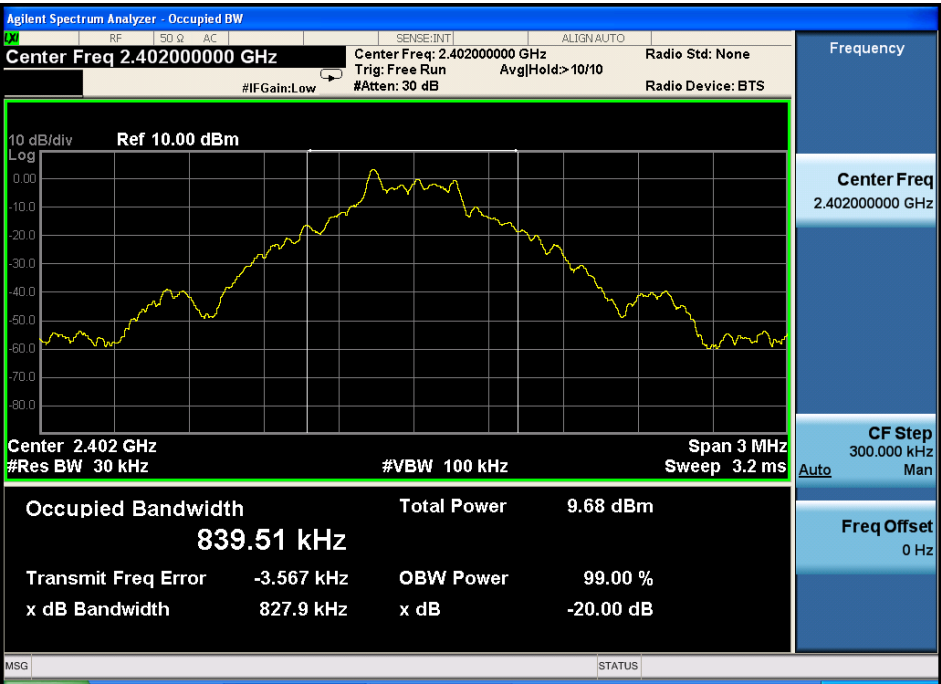 Agilent Spectrum Analyzer - Occupied BW
LXI RF 50 Ω AC SENSE:INT ALIGN AUTO
Center Freq 2.402000000 GHz
Center Freq: 2.402000000 GHz Radio Std: None
Trig: Free Run Avg|Hold:>10/10
#IFGain:Low #Atten: 30 dB Radio Device: BTS
Frequency
10 dB/div Ref 10.00 dBm
Log
0.00
-10.0
-20.0
-30.0
-40.0
-50.0
-60.0
-70.0
-80.0
Center 2.402 GHz Span 3 MHz
#Res BW 30 kHz #VBW 100 kHz Sweep 3.2 ms
Center Freq
2.402000000 GHz
CF Step
300.000 kHz
Auto Man
Freq Offset
0 Hz
Occupied Bandwidth Total Power 9.68 dBm
839.51 kHz
Transmit Freq Error -3.567 kHz OBW Power 99.00 %
x dB Bandwidth 827.9 kHz x dB -20.00 dB
MSG STATUS